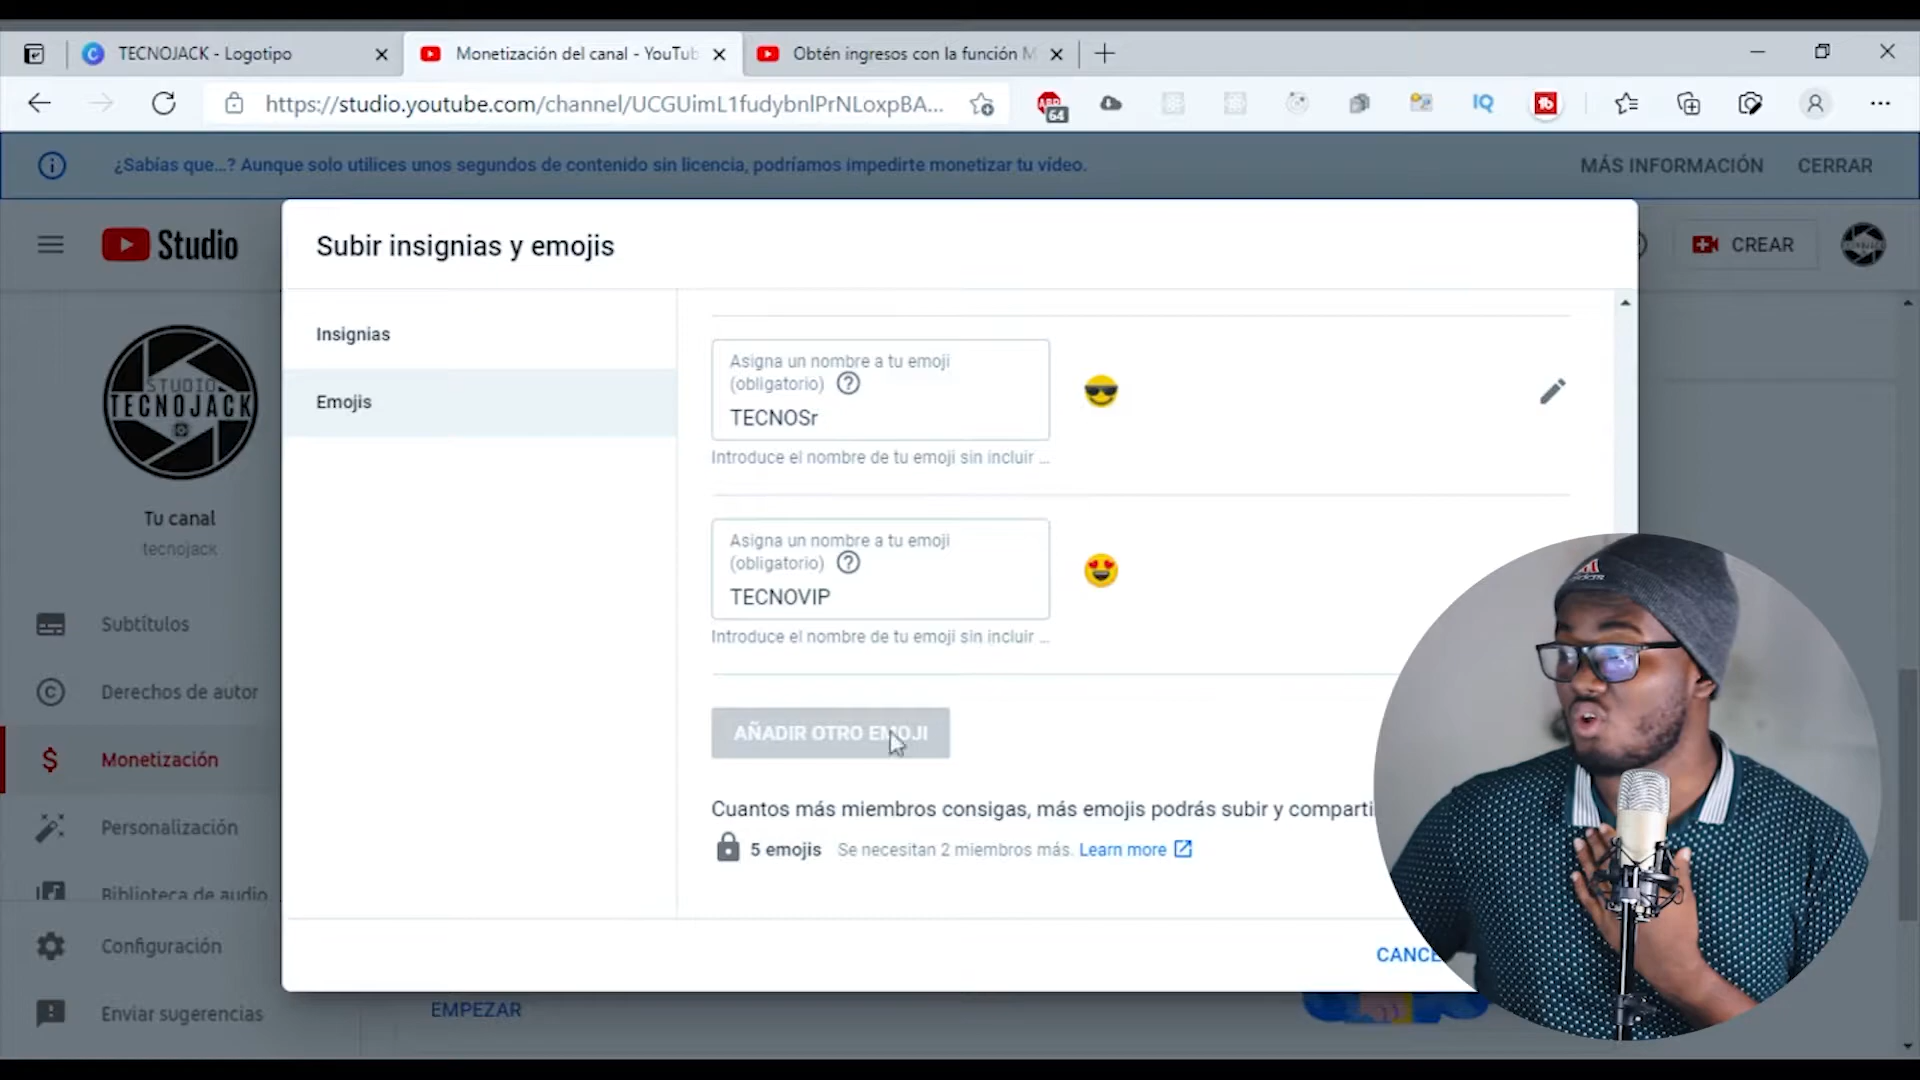 TECNOJACK - Logotipo
Monetización del canal - YouTub
Obtén ingresos con la función M
https://studio.youtube.com/channel/UCGUimL1fudybnlPrNLoxpBA...
ABP
64
IQ
tb
¿Sabías que...? Aunque solo utilices unos segundos de contenido sin licencia, podríamos impedirte monetizar tu vídeo.
MÁS INFORMACIÓN
CERRAR
Studio
CREAR
Subir insignias y emojis
Insignias
Emojis
STUDIO
TECNOJACK
Tu canal
tecnojack
Subtítulos
Derechos de autor
Monetización
Personalización
Biblioteca de audio
Configuración
Enviar sugerencias
Asigna un nombre a tu emoji
(obligatorio)
TECNOSr
Introduce el nombre de tu emoji sin incluir ...
Asigna un nombre a tu emoji
(obligatorio)
TECNOVIP
Introduce el nombre de tu emoji sin incluir ...
AÑADIR OTRO EMOJI
Cuantos más miembros consigas, más emojis podrás subir y comparti
5 emojis Se necesitan 2 miembros más. Learn more
CANCE
EMPEZAR